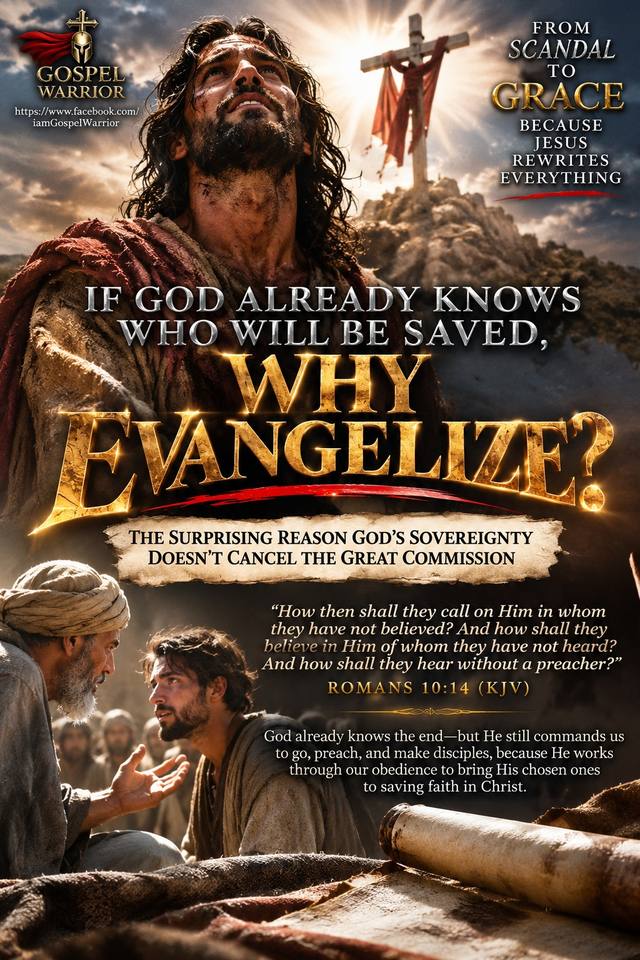 GOSPEL
WARRIOR
https://www.facebook.com/
iamGospelWarrior
FROM
SCANDAL
TO
GRACE
BECAUSE
JESUS
REWRITES
EVERYTHING
IF GOD ALREADY KNOWS
WHO WILL BE SAVED,
WHY
EVANGELIZE?
THE SURPRISING REASON GOD'S SOVEREIGNTY
DOESN'T CANCEL THE GREAT COMMISSION
“How then shall they call on Him in whom
they have not believed? And how shall they
believe in Him of whom they have not heard?
And how shall they hear without a preacher?”
ROMANS 10:14 (KJV)
God already knows the end—but He still commands us
to go, preach, and make disciples, because He works
through our obedience to bring His chosen ones
to saving faith in Christ.